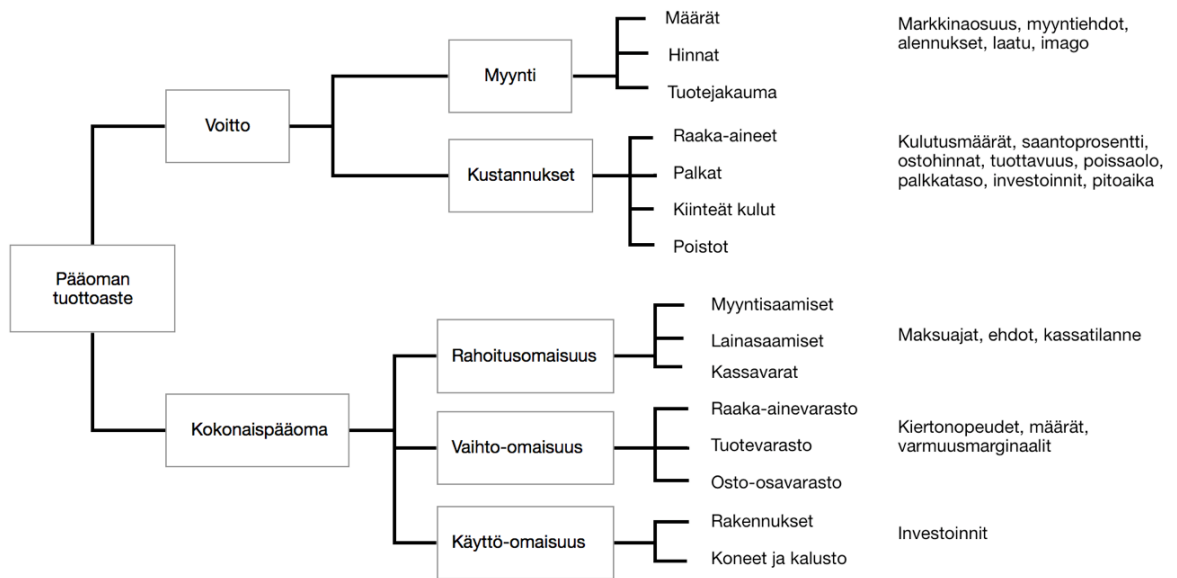 Määrät
Hinnat
Tuotejakauma
Markkinaosuus, myyntiehdot,
alennukset, laatu, imago
Myynti
Voitto
Kustannukset
Raaka-aineet
Palkat
Kiinteät kulut
Poistot
Kulutusmäärät, saantoprosentti,
ostohinnat, tuottavuus, poissaolo,
palkkataso, investoinnit, pitoaika
Pääoman
tuottoaste
Kokonaispääoma
Rahoitusomaisuus
Myyntisaamiset
Lainasaamiset
Kassavarat
Maksuajat, ehdot, kassatilanne
Vaihto-omaisuus
Raaka-ainevarasto
Tuotevarasto
Osto-osavarasto
Kiertonopeudet, määrät,
varmuusmarginaalit
Käyttö-omaisuus
Rakennukset
Koneet ja kalusto
Investoinnit